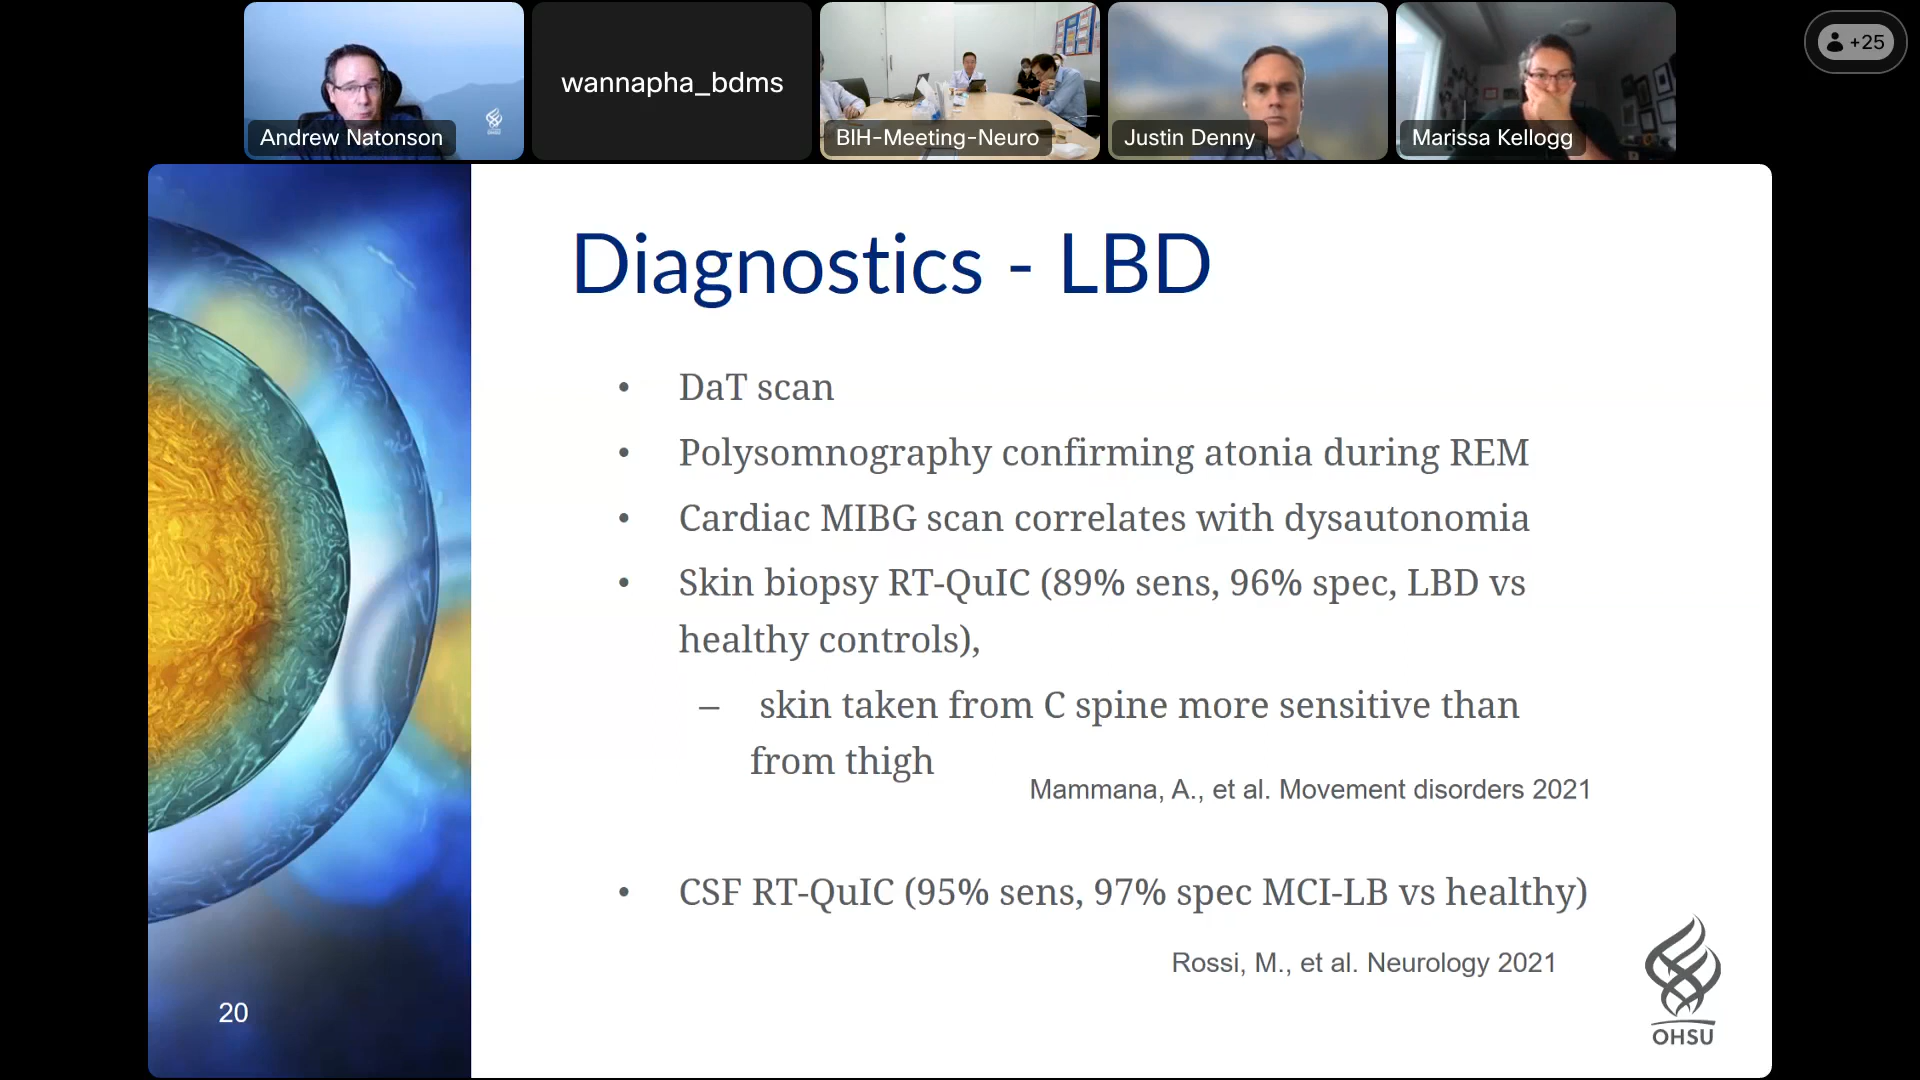 Andrew Natonson
wannapha_bdms
BIH-Meeting-Neuro
Justin Denny
Marissa Kellogg
+25
Diagnostics - LBD
• DaT scan
• Polysomnography confirming atonia during REM
• Cardiac MIBG scan correlates with dysautonomia
• Skin biopsy RT-QuIC (89% sens, 96% spec, LBD vs
healthy controls),
– skin taken from C spine more sensitive than
from thigh
Mammana, A., et al. Movement disorders 2021
• CSF RT-QuIC (95% sens, 97% spec MCI-LB vs healthy)
Rossi, M., et al. Neurology 2021
20
OHSU